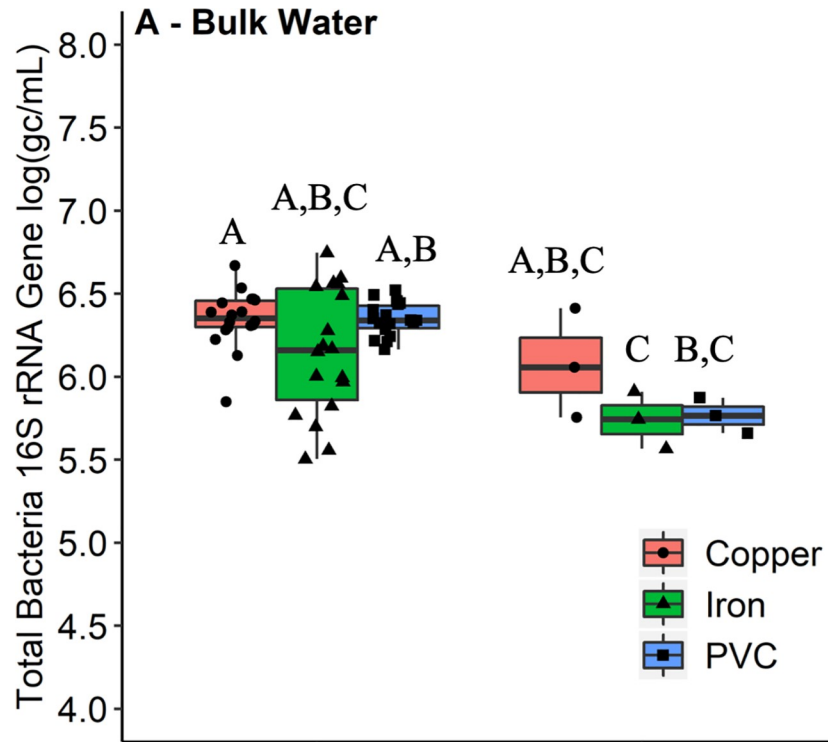 A - Bulk Water
Total Bacteria 16S rRNA Gene log(gc/mL)
8.0
7.5
7.0
6.5
6.0
5.5
5.0
4.5
4.0
A
A,B,C
A,B
A,B,C
C
B,C
Copper
Iron
PVC